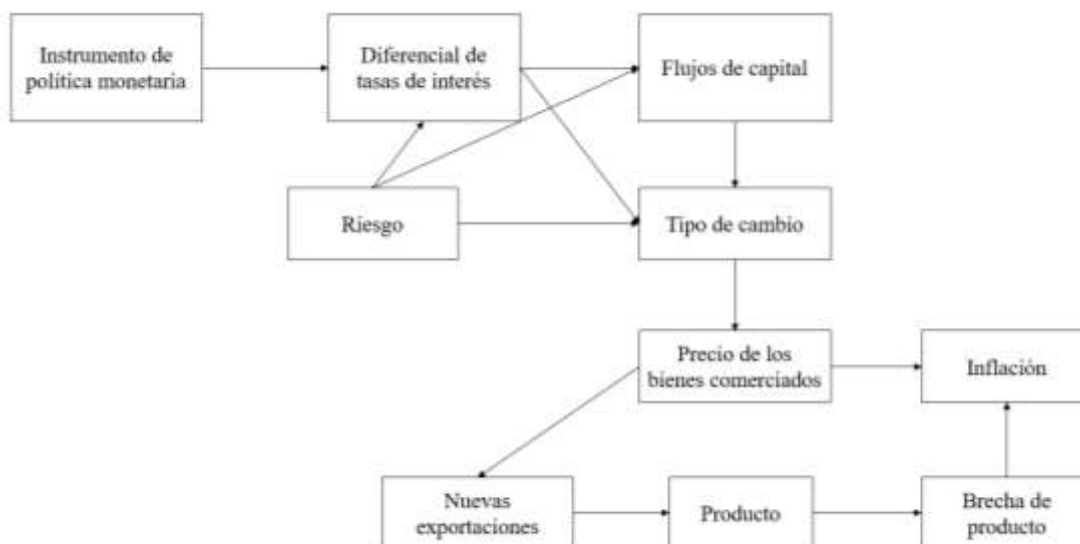 Instrumento de
política monetaria
Diferencial de
tasas de interés
Flujos de capital
Riesgo
Tipo de cambio
Precio de los
bienes comerciados
Inflación
Nuevas
exportaciones
Producto
Brecha de
producto